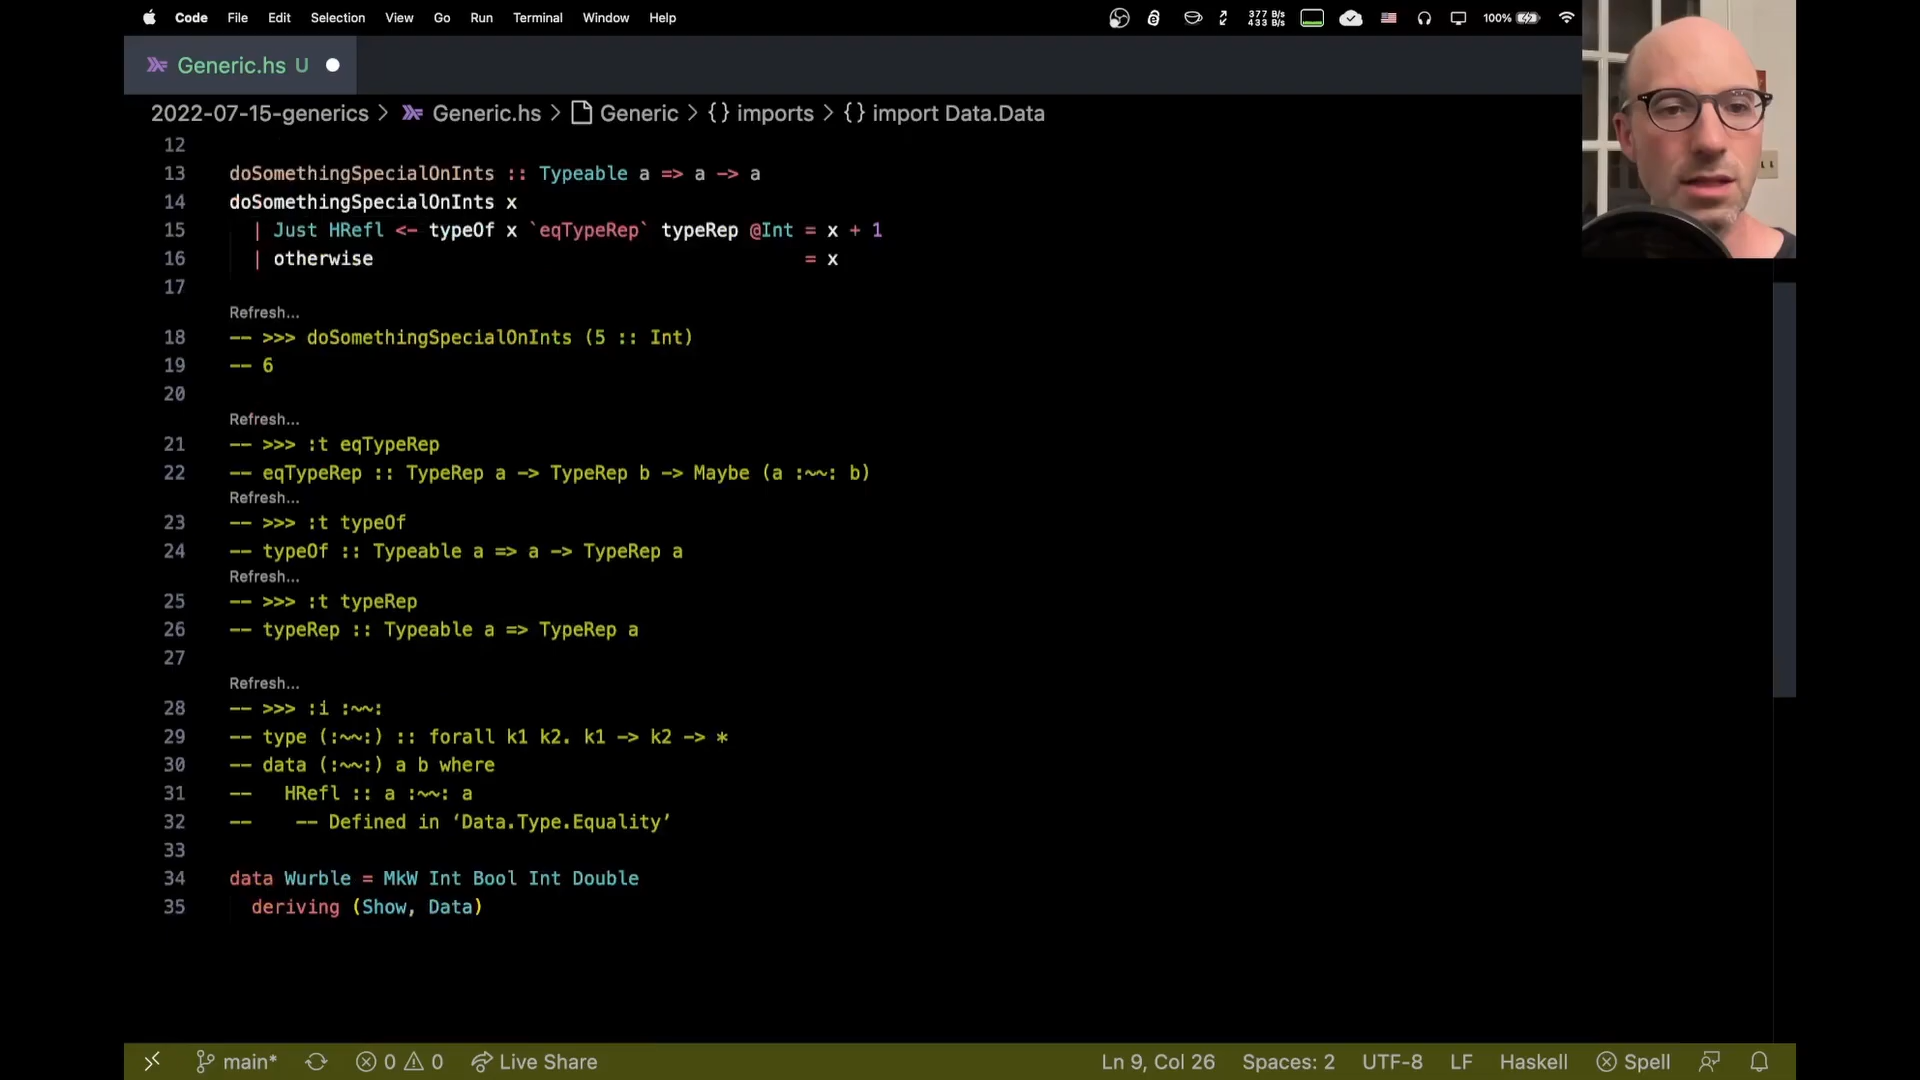 Code File Edit Selection View Go Run Terminal Window Help 377 B/s 433 B/s 100%
Generic.hs U
2022-07-15-generics > Generic.hs > Generic > {} imports > {} import Data.Data
12
13 doSomethingSpecialOnInts :: Typeable a => a -> a
14 doSomethingSpecialOnInts x
15 | Just HRefl <- typeOf x `eqTypeRep` typeRep @Int = x + 1
16 | otherwise = x
17
Refresh...
18 -- >>> doSomethingSpecialOnInts (5 :: Int)
19 -- 6
20
Refresh...
21 -- >>> :t eqTypeRep
22 -- eqTypeRep :: TypeRep a -> TypeRep b -> Maybe (a :~~: b)
Refresh...
23 -- >>> :t typeOf
24 -- typeOf :: Typeable a => a -> TypeRep a
Refresh...
25 -- >>> :t typeRep
26 -- typeRep :: Typeable a => TypeRep a
27
Refresh...
28 -- >>> :i :~~:
29 -- type (:~~:) :: forall k1 k2. k1 -> k2 -> *
30 -- data (:~~:) a b where
31 --   HRefl :: a :~~: a
32 --    -- Defined in ‘Data.Type.Equality’
33
34 data Wurble = MkW Int Bool Int Double
35 deriving (Show, Data)
main* 0 0 Live Share Ln 9, Col 26 Spaces: 2 UTF-8 LF Haskell Spell